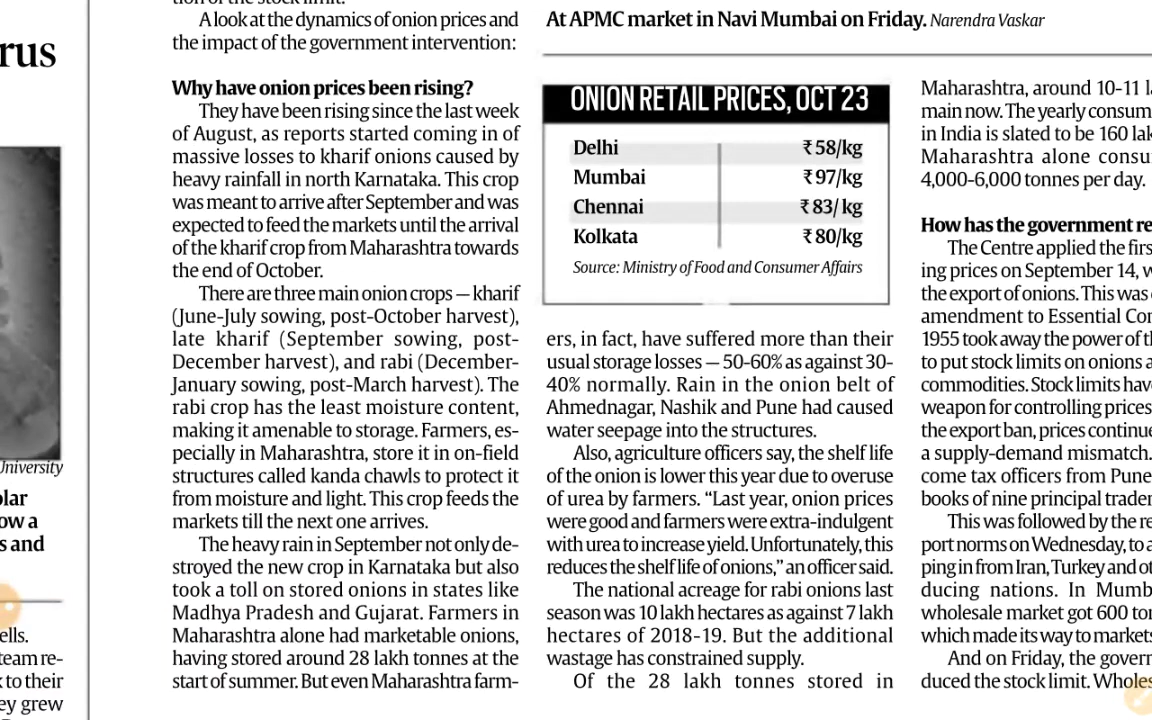 rus
University
olar
ow a
s and
ells.
team re-
k to their
ey grew
A look at the dynamics of onion prices and
the impact of the government intervention:
Why have onion prices been rising?
They have been rising since the last week
of August, as reports started coming in of
massive losses to kharif onions caused by
heavy rainfall in north Karnataka. This crop
was meant to arrive after September and was
expected to feed the markets until the arrival
of the kharif crop from Maharashtra towards
the end of October.
There are three main onion crops — kharif
(June-July sowing, post-October harvest),
late kharif (September sowing, post-
December harvest), and rabi (December-
January sowing, post-March harvest). The
rabi crop has the least moisture content,
making it amenable to storage. Farmers, es-
pecially in Maharashtra, store it in on-field
structures called kanda chawls to protect it
from moisture and light. This crop feeds the
markets till the next one arrives.
The heavy rain in September not only de-
stroyed the new crop in Karnataka but also
took a toll on stored onions in states like
Madhya Pradesh and Gujarat. Farmers in
Maharashtra alone had marketable onions,
having stored around 28 lakh tonnes at the
start of summer. But even Maharashtra farm-
At APMC market in Navi Mumbai on Friday. Narendra Vaskar
ONION RETAIL PRICES, OCT 23
Delhi ₹58/kg
Mumbai ₹97/kg
Chennai ₹83/ kg
Kolkata ₹80/kg
Source: Ministry of Food and Consumer Affairs
ers, in fact, have suffered more than their
usual storage losses — 50-60% as against 30-
40% normally. Rain in the onion belt of
Ahmednagar, Nashik and Pune had caused
water seepage into the structures.
Also, agriculture officers say, the shelf life
of the onion is lower this year due to overuse
of urea by farmers. “Last year, onion prices
were good and farmers were extra-indulgent
with urea to increase yield. Unfortunately, this
reduces the shelf life of onions,” an officer said.
The national acreage for rabi onions last
season was 10 lakh hectares as against 7 lakh
hectares of 2018-19. But the additional
wastage has constrained supply.
Of the 28 lakh tonnes stored in
Maharashtra, around 10-11 la
main now. The yearly consum
in India is slated to be 160 lak
Maharashtra alone consu
4,000-6,000 tonnes per day.
How has the government re
The Centre applied the firs
ing prices on September 14, w
the export of onions. This was
amendment to Essential Con
1955 took away the power of th
to put stock limits on onions a
commodities. Stock limits have
weapon for controlling prices
the export ban, prices continue
a supply-demand mismatch.
come tax officers from Pune
books of nine principal trader
This was followed by the re
port norms on Wednesday, to a
ping in from Iran, Turkey and ot
ducing nations. In Mumb
wholesale market got 600 ton
which made its way to markets
And on Friday, the govern
duced the stock limit. Wholes